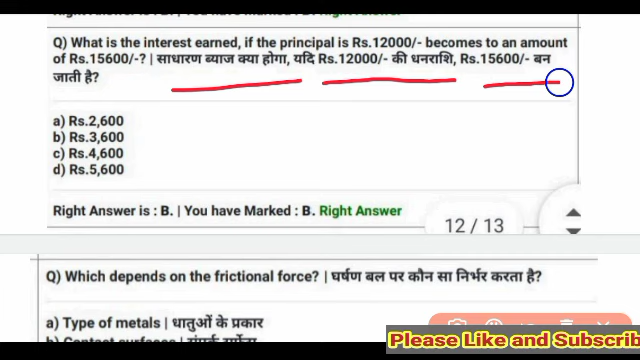 Q) What is the interest earned, if the principal is Rs.12000/- becomes to an amount
of Rs.15600/-? | साधारण ब्याज क्या होगा, यदि Rs.12000/- की धनराशि, Rs.15600/- बन
जाती है?
a) Rs.2,600
b) Rs.3,600
c) Rs.4,600
d) Rs.5,600
Right Answer is : B. | You have Marked : B. Right Answer
12 / 13
Q) Which depends on the frictional force? | घर्षण बल पर कौन सा निर्भर करता है?
a) Type of metals | धातुओं के प्रकार
Please Like and Subscrib